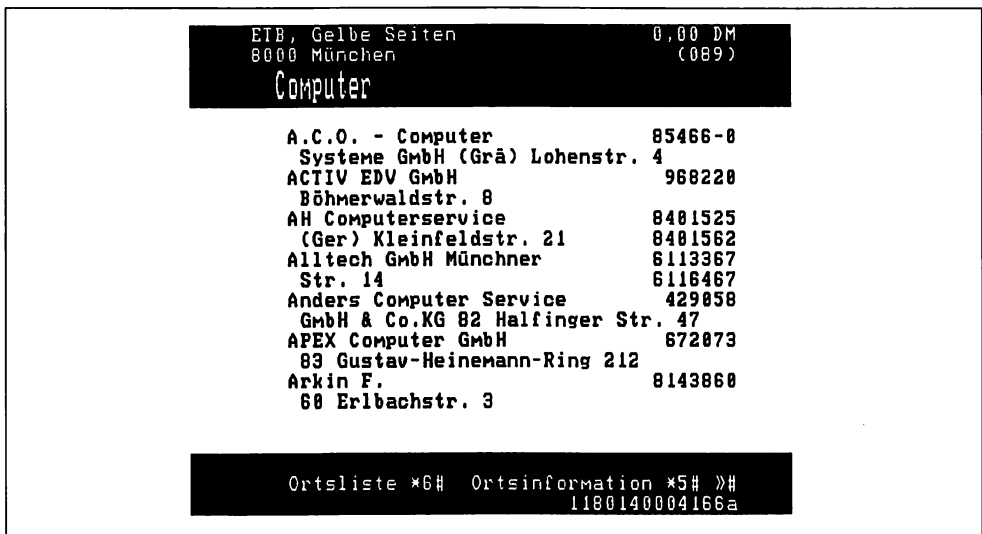 ETB, Gelbe Seiten 0,00 DM
8000 München (089)
Computer
A.C.O. - Computer 85466-0
Systeme GmbH (Grä) Lohenstr. 4
ACTIV EDV GmbH 968220
Böhmerwaldstr. 8
AH Computerservice 8401525
(Ger) Kleinfeldstr. 21 8401562
Alltech GmbH Münchner 6113367
Str. 14 6116467
Anders Computer Service 429058
GmbH & Co.KG 82 Halfinger Str. 47
APEX Computer GmbH 672073
83 Gustav-Heinemann-Ring 212
Arkin F. 8143860
60 Erlbachstr. 3
Ortsliste *6# Ortsinformation *5# »#
1180140004166a